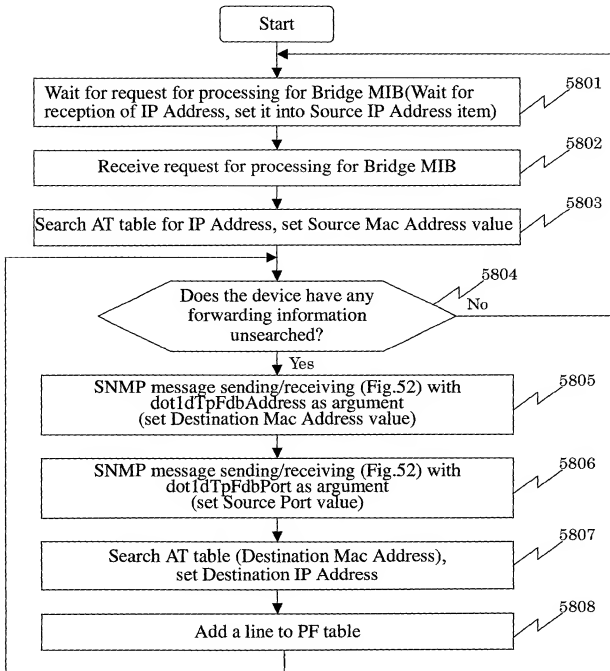 Start
Wait for request for processing for Bridge MIB(Wait for
reception of IP Address, set it into Source IP Address item)
5801
Receive request for processing for Bridge MIB
5802
Search AT table for IP Address, set Source Mac Address value
5803
Does the device have any
forwarding information
unsearched?
5804
No
Yes
SNMP message sending/receiving (Fig.52) with
dot1dTpFdbAddress as argument
(set Destination Mac Address value)
5805
SNMP message sending/receiving (Fig.52) with
dot1dTpFdbPort as argument
(set Source Port value)
5806
Search AT table (Destination Mac Address),
set Destination IP Address
5807
Add a line to PF table
5808